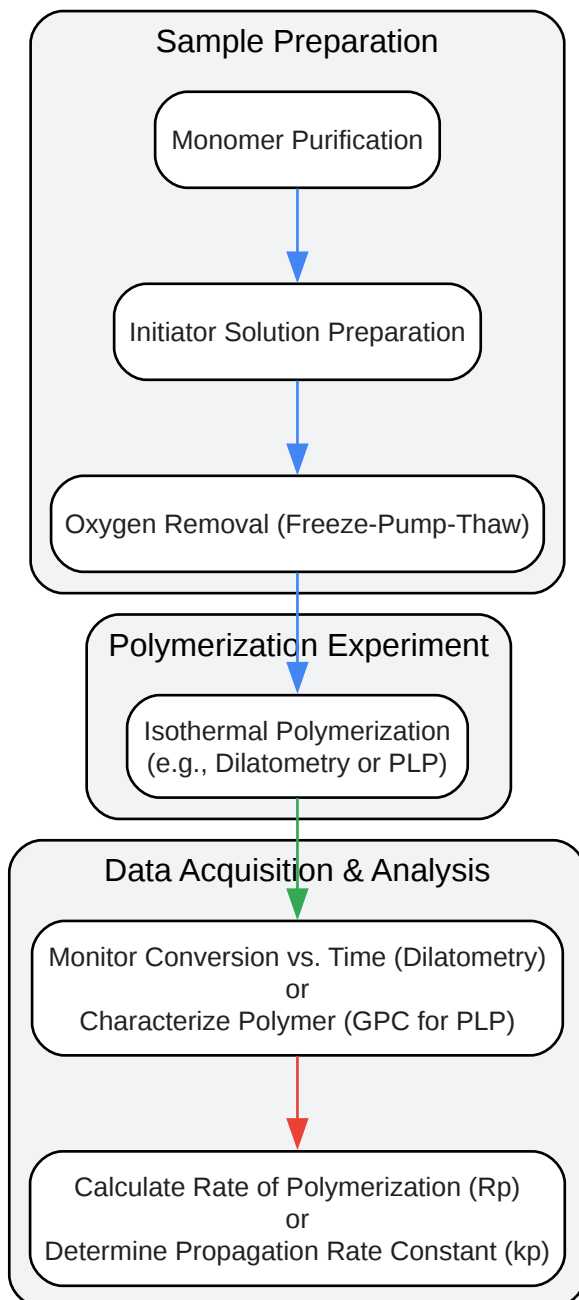 Sample Preparation
Monomer Purification
Initiator Solution Preparation
Oxygen Removal (Freeze-Pump-Thaw)
Polymerization Experiment
Isothermal Polymerization
(e.g., Dilatometry or PLP)
Data Acquisition & Analysis
Monitor Conversion vs. Time (Dilatometry)
or
Characterize Polymer (GPC for PLP)
Calculate Rate of Polymerization (Rp)
or
Determine Propagation Rate Constant (kp)